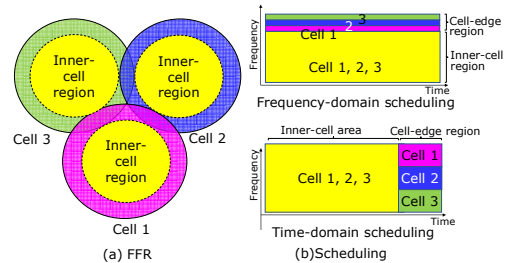 Inner-
cell
region
Inner-
cell
region
Cell 3
Cell 2
Inner-
cell
region
Cell 1
(a) FFR
Frequency
3
2
Cell 1
Cell 1, 2, 3
Cell-edge
region
Inner-cell
region
Time
Frequency-domain scheduling
Inner-cell area
Cell-edge region
Frequency
Cell 1, 2, 3
Cell 1
Cell 2
Cell 3
Time
Time-domain scheduling
(b)Scheduling